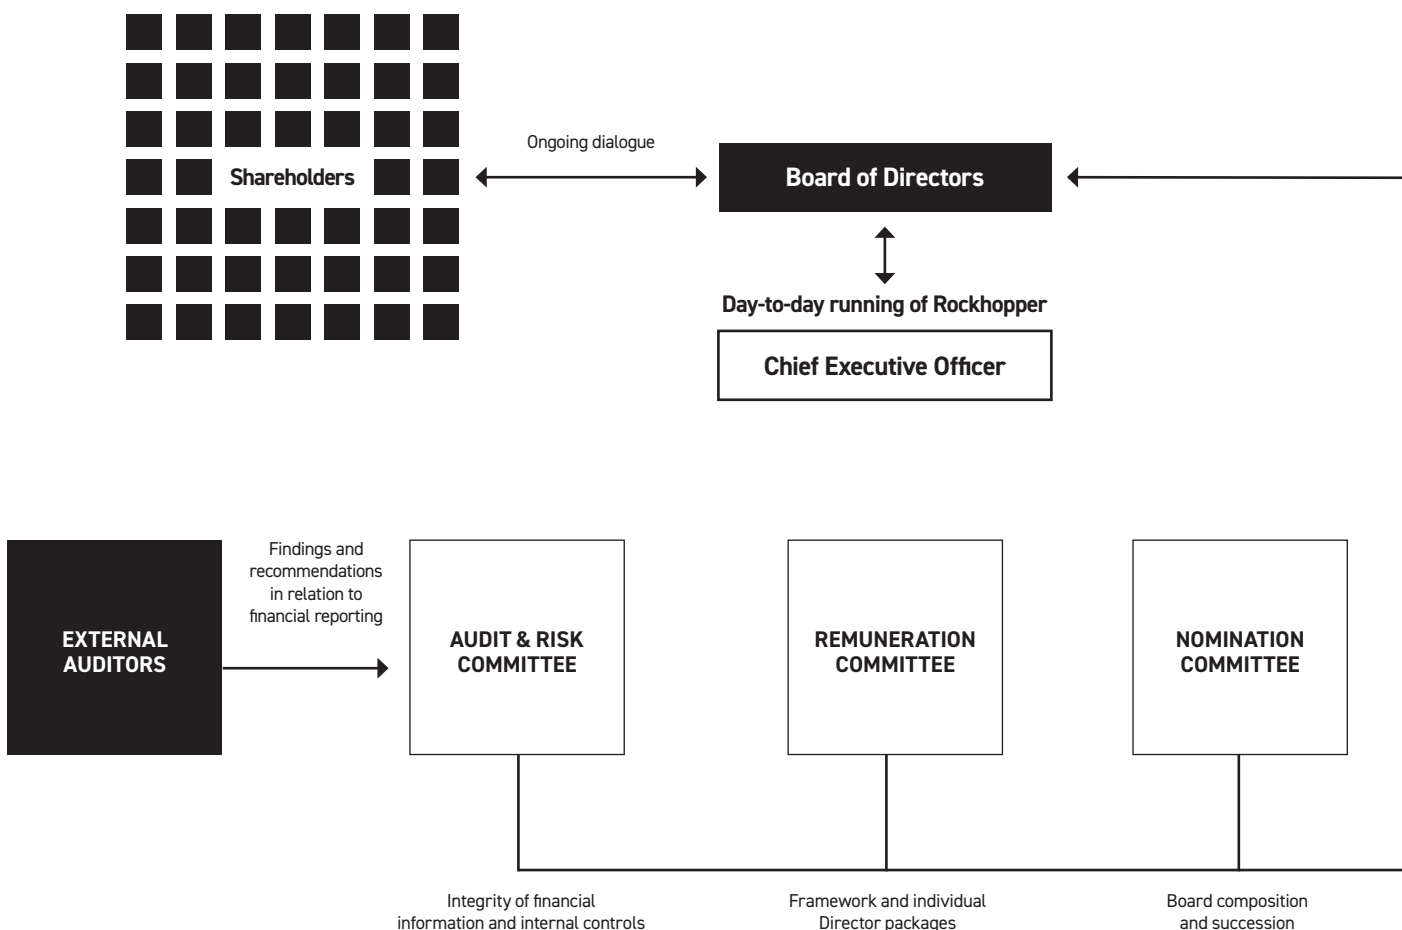 Ongoing dialogue
Shareholders
Board of Directors
Day-to-day running of Rockhopper
Chief Executive Officer
Findings and
recommendations
in relation to
financial reporting
EXTERNAL
AUDITORS
AUDIT & RISK
COMMITTEE
REMUNERATION
COMMITTEE
NOMINATION
COMMITTEE
Integrity of financial
information and internal controls
Framework and individual
Director packages
Board composition
and succession